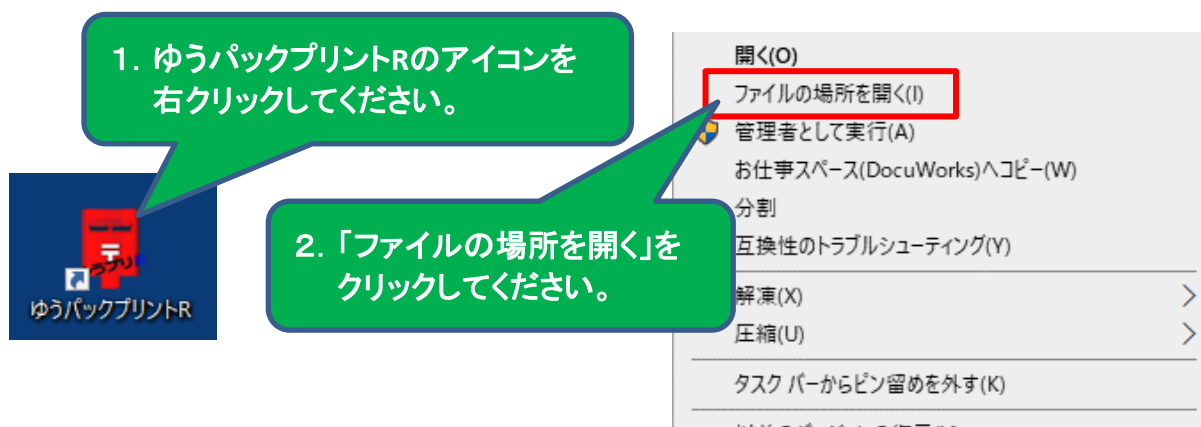 1．ゆうパックプリントRのアイコンを
右クリックしてください。
ゆうパックプリントR
2．「ファイルの場所を開く」を
クリックしてください。
開く(O)
ファイルの場所を開く(I)
管理者として実行(A)
お仕事スペース(DocuWorks)へコピー(W)
分割
互換性のトラブルシューティング(Y)
解凍(X)
圧縮(U)
タスク バーからピン留めを外す(K)